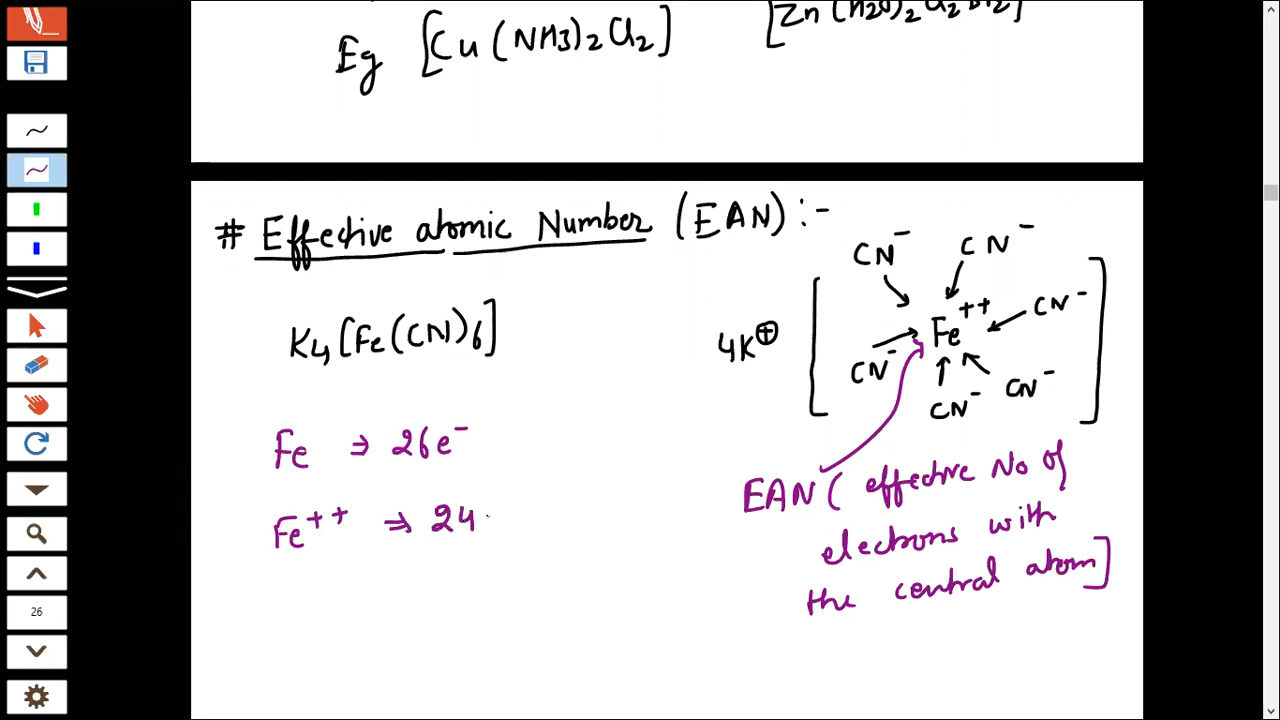 Eg [Cu(NH3)2Cl2]
# Effective atomic Number (EAN) :-
K4[Fe(CN)6]
4K⊕
CN⁻ CN⁻
Fe⁺⁺ CN⁻
CN⁻ CN⁻ CN⁻
Fe ⇒ 26e⁻
Fe⁺⁺ ⇒ 24
EAN ( effective No of
electrons with
the central atom]
26